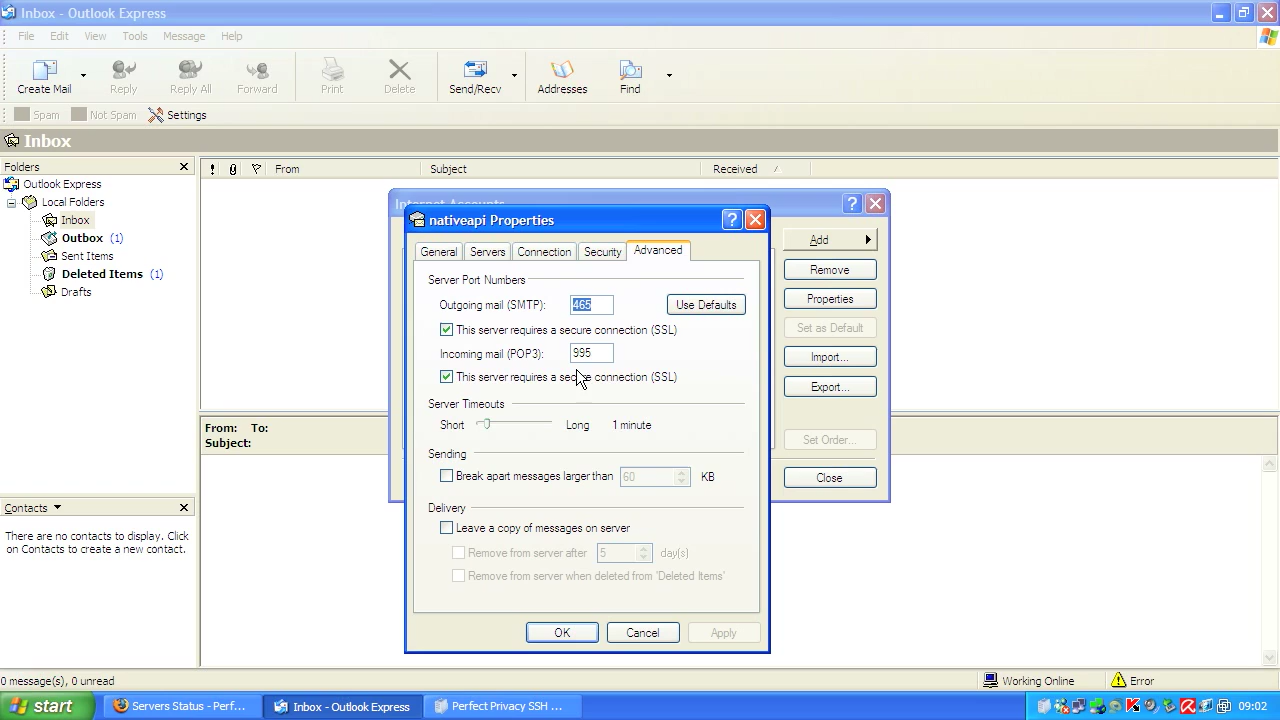 Inbox - Outlook Express
File Edit View Tools Message Help
Create Mail Reply Reply All Forward Print Delete Send/Recv Addresses Find
Spam Not Spam Settings
Inbox
Folders
Outlook Express
Local Folders
Inbox
Outbox (1)
Sent Items
Deleted Items (1)
Drafts
From Subject Received
From: To:
Subject:
Contacts
There are no contacts to display. Click
on Contacts to create a new contact.
Internet Accounts
Add
Remove
Properties
Set as Default
Import...
Export...
Set Order...
Close
nativeapi Properties
General Servers Connection Security Advanced
Server Port Numbers
Outgoing mail (SMTP): 465 Use Defaults
This server requires a secure connection (SSL)
Incoming mail (POP3): 995
This server requires a secure connection (SSL)
Server Timeouts
Short Long 1 minute
Sending
Break apart messages larger than 60 KB
Delivery
Leave a copy of messages on server
Remove from server after 5 day(s)
Remove from server when deleted from 'Deleted Items'
OK Cancel Apply
0 message(s), 0 unread Working Online Error
start Servers Status - Perf... Inbox - Outlook Express Perfect Privacy SSH ... 09:02